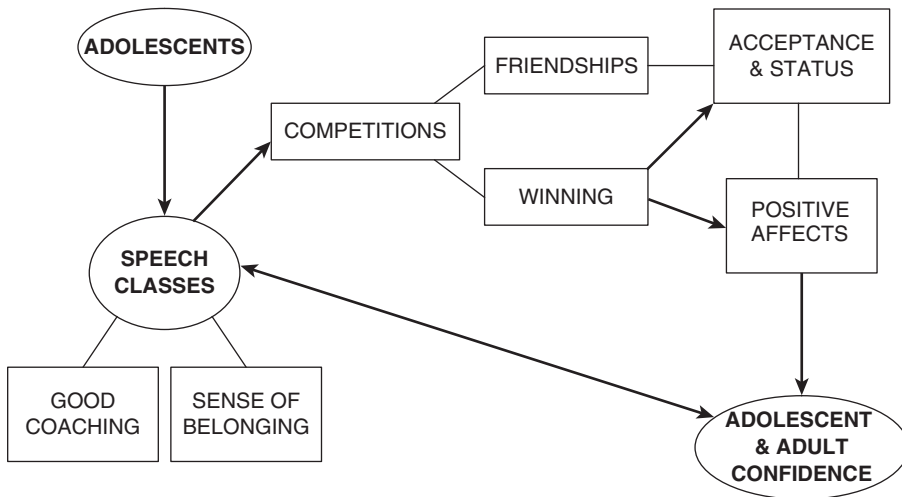 ADOLESCENTS
FRIENDSHIPS
ACCEPTANCE
& STATUS
COMPETITIONS
WINNING
POSITIVE
AFFECTS
SPEECH
CLASSES
GOOD
COACHING
SENSE OF
BELONGING
ADOLESCENT
& ADULT
CONFIDENCE